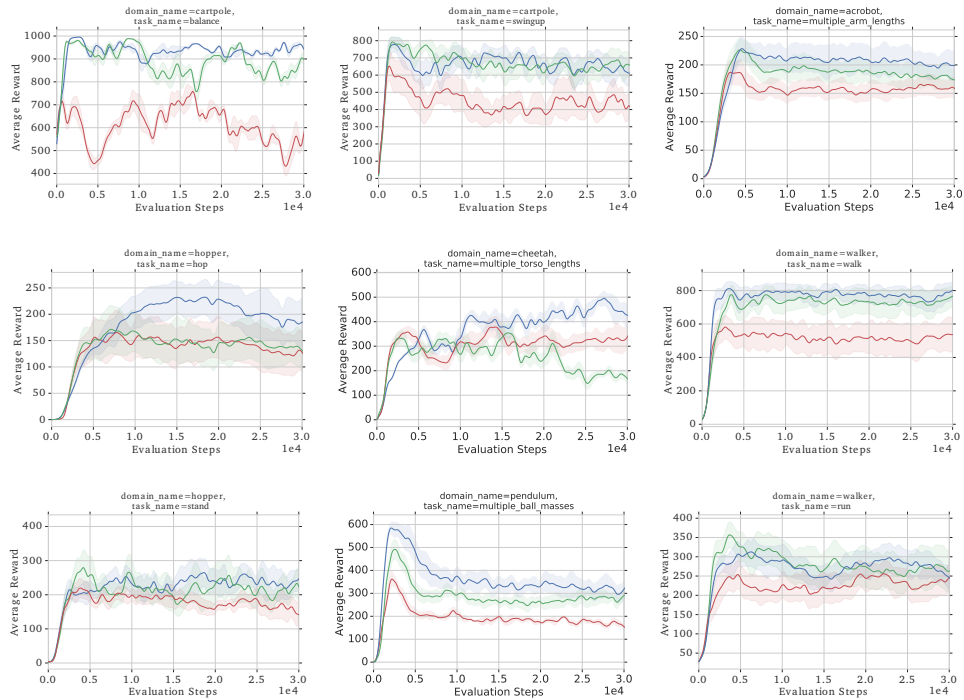 domain_name=cartpole,
task_name=balance
1000
900
800
700
600
500
400
Average Reward
0.0 0.5 1.0 1.5 2.0 2.5 3.0
Evaluation Steps
1e4
domain_name=cartpole,
task_name=swingup
800
700
600
500
400
300
200
100
0
Average Reward
0.0 0.5 1.0 1.5 2.0 2.5 3.0
Evaluation Steps
1e4
domain_name=acrobot,
task_name=multiple_arm_lengths
250
200
150
100
50
0
Average Reward
0.0 0.5 1.0 1.5 2.0 2.5 3.0
Evaluation Steps
1e4
domain_name=hopper,
task_name=hop
250
200
150
100
50
0
Average Reward
0.0 0.5 1.0 1.5 2.0 2.5 3.0
Evaluation Steps
1e4
domain_name=cheetah,
task_name=multiple_torso_lengths
600
500
400
300
200
100
0
Average Reward
0.0 0.5 1.0 1.5 2.0 2.5 3.0
Evaluation Steps
1e4
domain_name=walker,
task_name=walk
800
600
400
200
0
Average Reward
0.0 0.5 1.0 1.5 2.0 2.5 3.0
Evaluation Steps
1e4
domain_name=hopper,
task_name=stand
400
300
200
100
0
Average Reward
0.0 0.5 1.0 1.5 2.0 2.5 3.0
Evaluation Steps
1e4
domain_name=pendulum,
task_name=multiple_ball_masses
600
500
400
300
200
100
0
Average Reward
0.0 0.5 1.0 1.5 2.0 2.5 3.0
Evaluation Steps
1e4
domain_name=walker,
task_name=run
400
350
300
250
200
150
100
50
Average Reward
0.0 0.5 1.0 1.5 2.0 2.5 3.0
Evaluation Steps
1e4